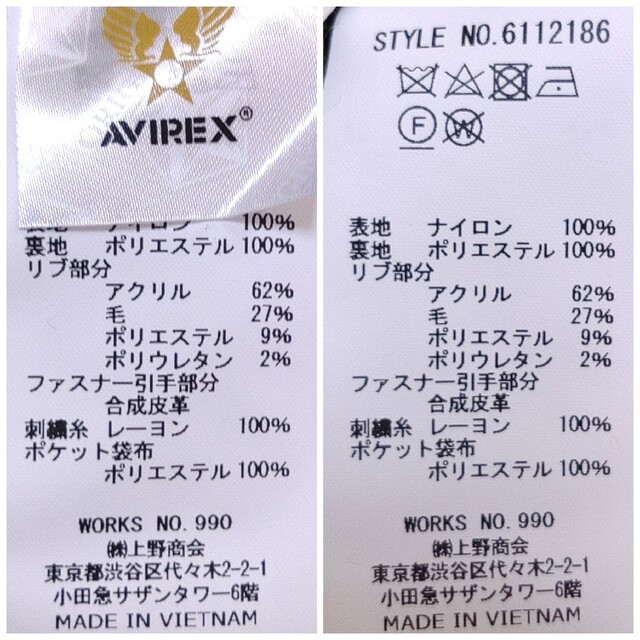 AVIREX®
表地 ナイロン 100%
裏地 ポリエステル 100%
リブ部分
アクリル 62%
毛 27%
ポリエステル 9%
ポリウレタン 2%
ファスナー引手部分
合成皮革
刺繍糸 レーヨン 100%
ポケット袋布
ポリエステル 100%
WORKS NO. 990
㈱上野商会
東京都渋谷区代々木2-2-1
小田急サザンタワー6階
MADE IN VIETNAM
STYLE NO.6112186
F W
表地 ナイロン 100%
裏地 ポリエステル 100%
リブ部分
アクリル 62%
毛 27%
ポリエステル 9%
ポリウレタン 2%
ファスナー引手部分
合成皮革
刺繍糸 レーヨン 100%
ポケット袋布
ポリエステル 100%
WORKS NO. 990
㈱上野商会
東京都渋谷区代々木2-2-1
小田急サザンタワー6階
MADE IN VIETNAM